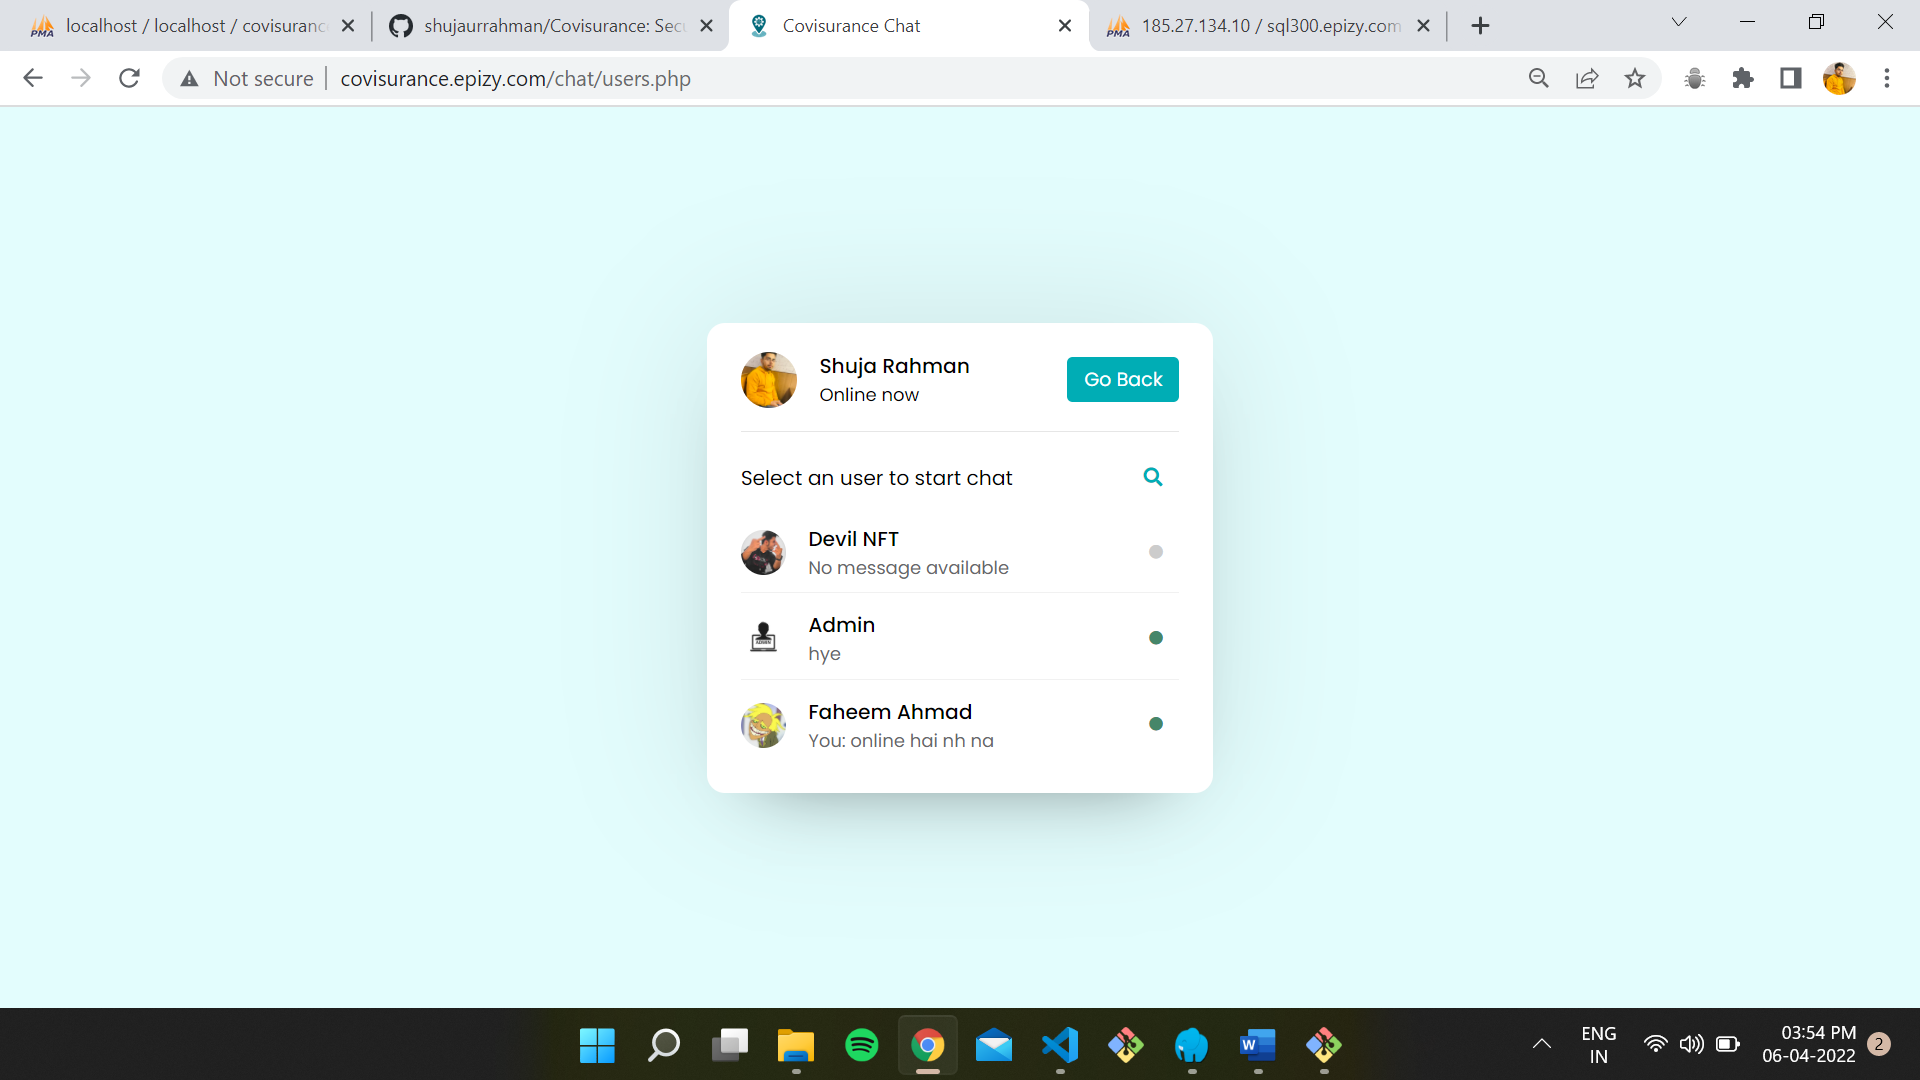 localhost / localhost / covisurance
shujaurrahman/Covisurance: Secu
Covisurance Chat
185.27.134.10 / sql300.epizy.com
Not secure
covisurance.epizy.com/chat/users.php
Shuja Rahman
Online now
Go Back
Select an user to start chat
Devil NFT
No message available
Admin
hye
Faheem Ahmad
You: online hai nh na
ENG
IN
03:54 PM
06-04-2022
2